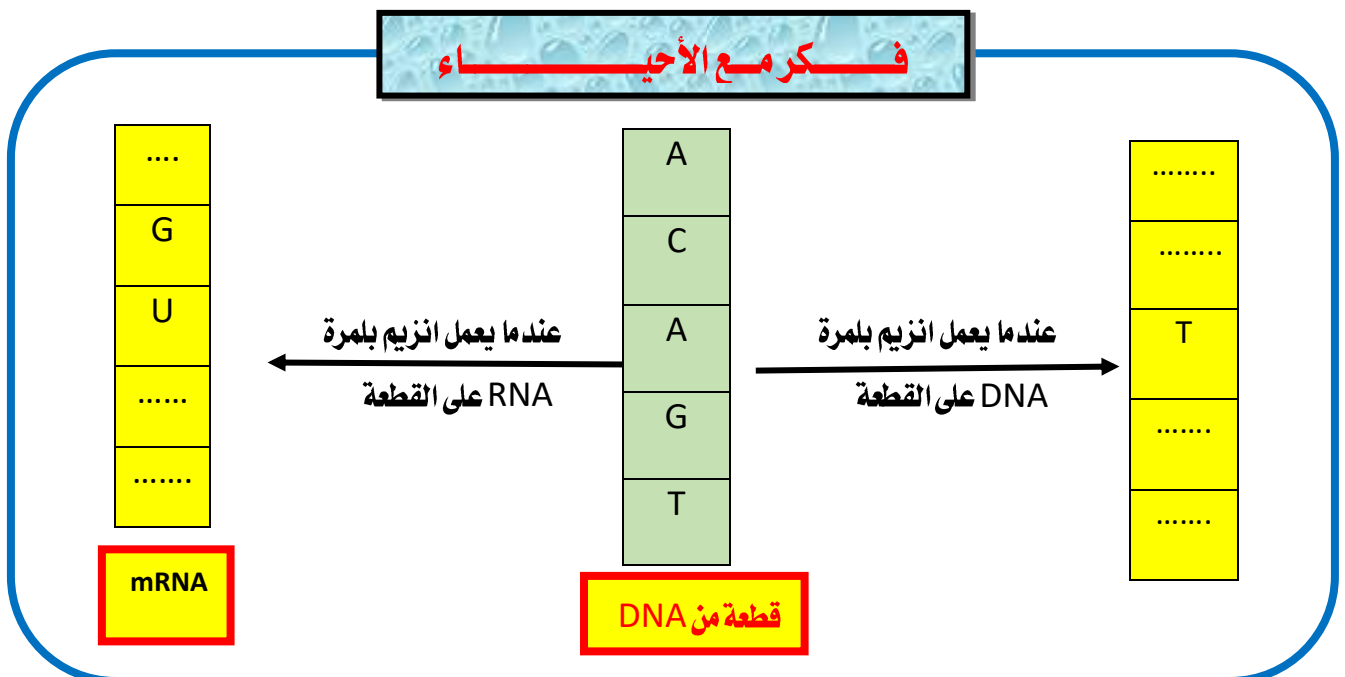 فكر مع الأحياء
........
........
T
.......
.......
عندما يعمل انزيم بلمرة
DNA على القطعة
A
C
A
G
T
قطعة من DNA
عندما يعمل انزيم بلمرة
RNA على القطعة
....
G
U
......
.......
mRNA